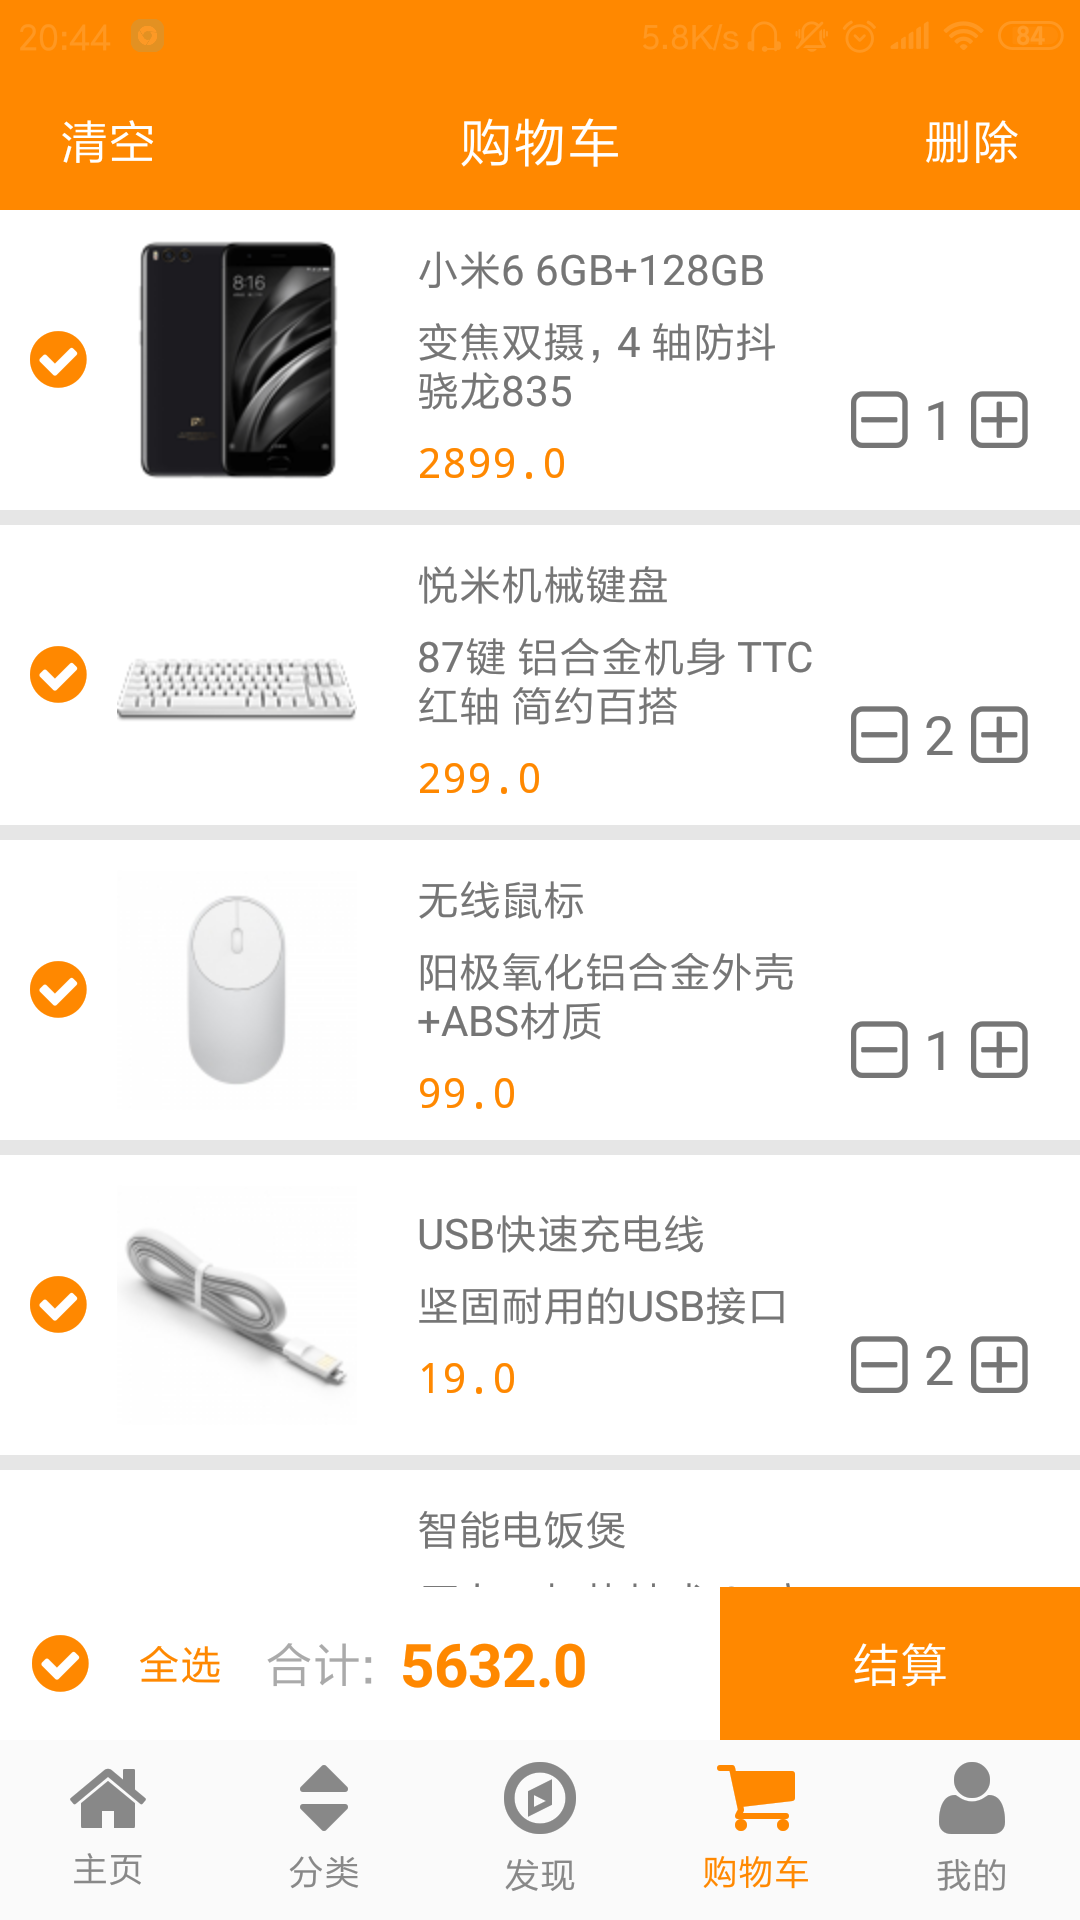 20:44 5.8K/s 84
清空 购物车 删除
8:16
小米6 6GB+128GB
变焦双摄，4 轴防抖
骁龙835
1
2899.0
悦米机械键盘
87键 铝合金机身 TTC
红轴 简约百搭
2
299.0
无线鼠标
阳极氧化铝合金外壳
+ABS材质
1
99.0
USB快速充电线
坚固耐用的USB接口
2
19.0
智能电饭煲
全选 合计: 5632.0 结算
主页 分类 发现 购物车 我的